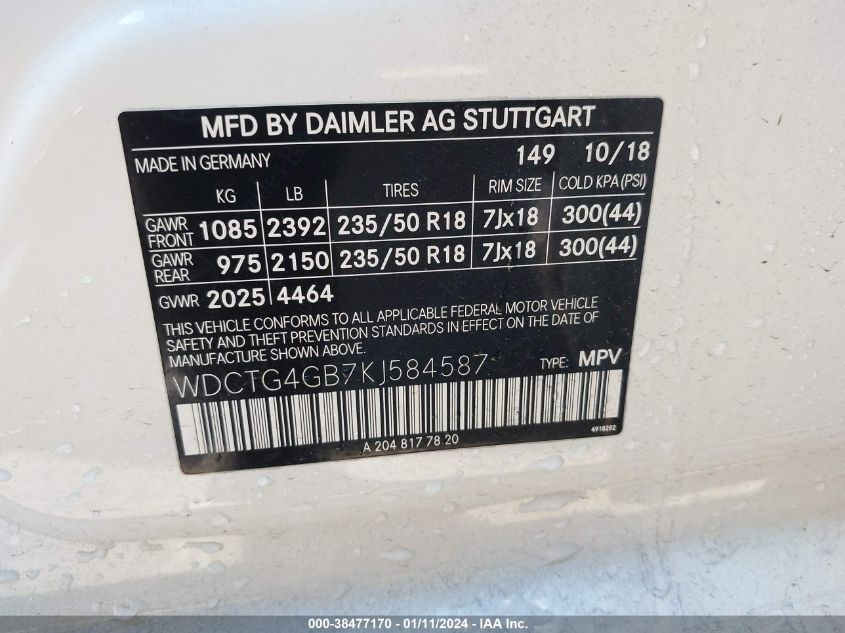 MFD BY DAIMLER AG STUTTGART
MADE IN GERMANY 149 10/18
KG LB TIRES RIM SIZE COLD KPA (PSI)
GAWR FRONT 1085 2392 235/50 R18 7Jx18 300(44)
GAWR REAR 975 2150 235/50 R18 7Jx18 300(44)
GVWR 2025 4464
THIS VEHICLE CONFORMS TO ALL APPLICABLE FEDERAL MOTOR VEHICLE
SAFETY AND THEFT PREVENTION STANDARDS IN EFFECT ON THE DATE OF
MANUFACTURE SHOWN ABOVE.
WDCTG4GB7KJ584587 TYPE: MPV
A 204 817 78 20 4918282
000-38477170 - 01/11/2024 - IAA Inc.